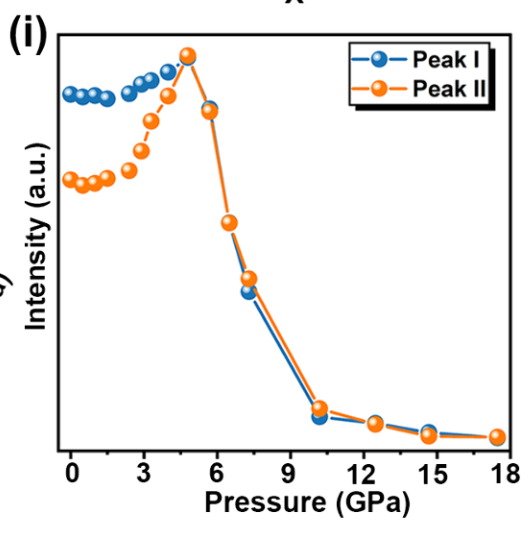 (i)
Peak I
Peak II
Intensity (a.u.)
0 3 6 9 12 15 18
Pressure (GPa)